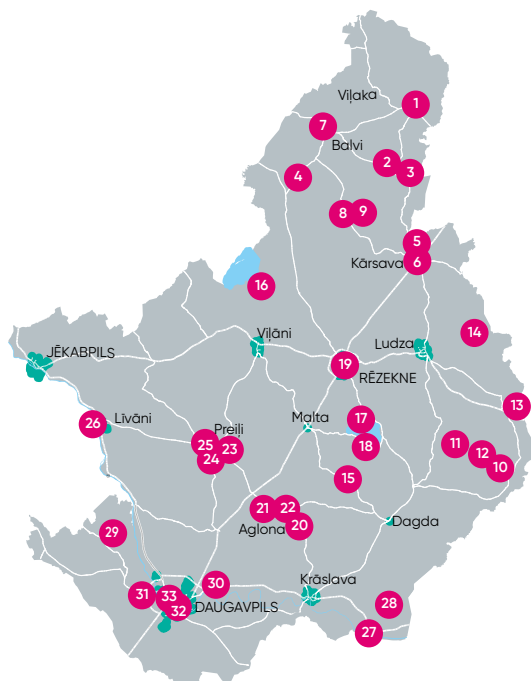 Viļaka
1
7
Balvi
2
3
4
8
9
5
Kārsava
6
16
14
Viļāni
Ludza
JĒKABPILS
19
RĒZEKNE
13
26
Līvāni
Malta
17
Preiļi
25
23
24
18
11
12
10
15
21
22
Aglona
20
Dagda
29
30
Krāslava
31
33
32
DAUGAVPILS
28
27